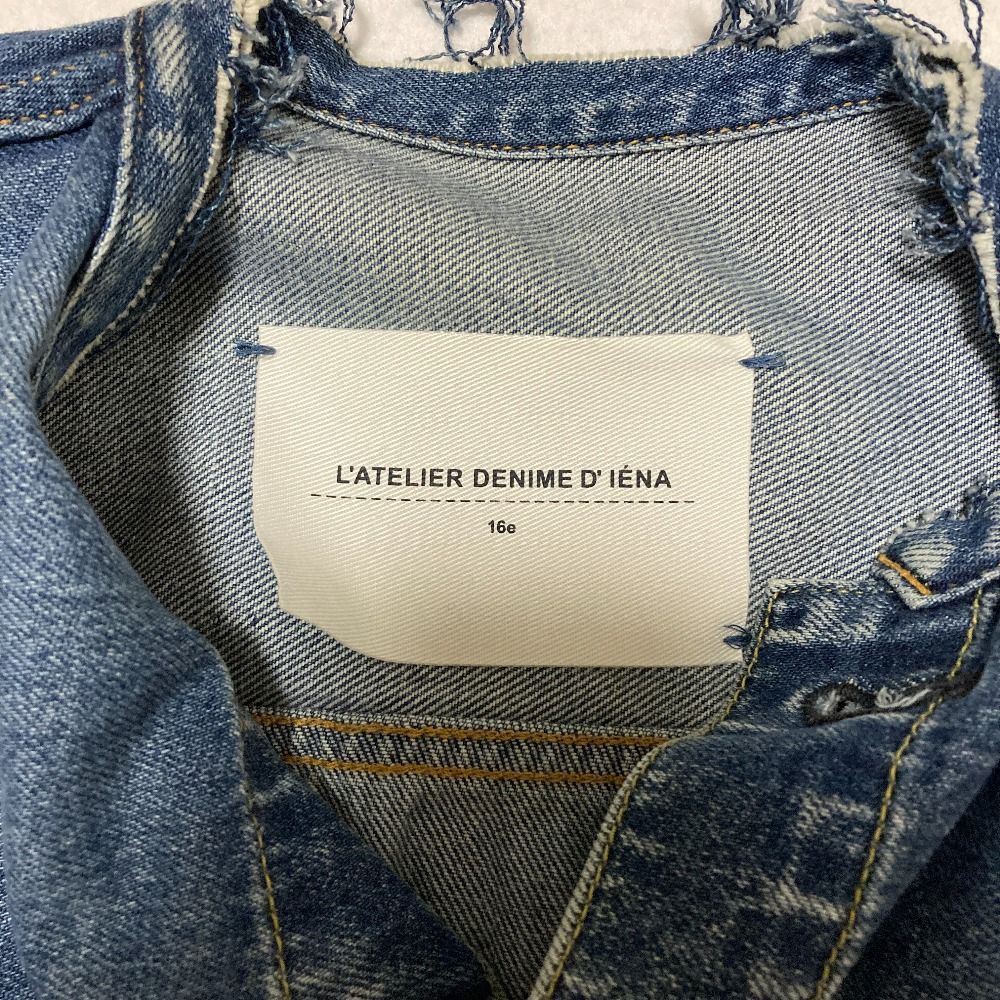 L'ATELIER DENIME D' IÉNA
16e